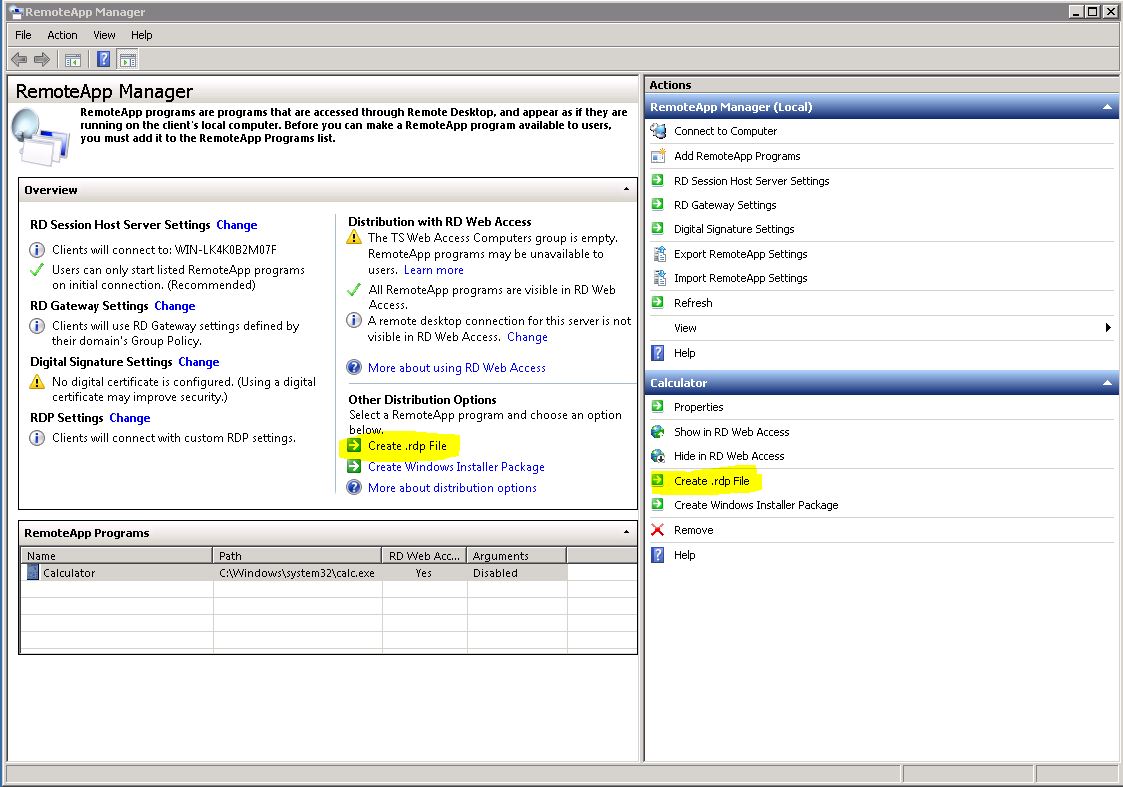 RemoteApp Manager
File Action View Help
RemoteApp Manager
RemoteApp programs are programs that are accessed through Remote Desktop, and appear as if they are
running on the client's local computer. Before you can make a RemoteApp program available to users,
you must add it to the RemoteApp Programs list.
Overview
RD Session Host Server Settings Change
Clients will connect to: WIN-LK4K0B2M07F
Users can only start listed RemoteApp programs
on initial connection. (Recommended)
RD Gateway Settings Change
Clients will use RD Gateway settings defined by
their domain's Group Policy.
Digital Signature Settings Change
No digital certificate is configured. (Using a digital
certificate may improve security.)
RDP Settings Change
Clients will connect with custom RDP settings.
Distribution with RD Web Access
The TS Web Access Computers group is empty.
RemoteApp programs may be unavailable to
users. Learn more
All RemoteApp programs are visible in RD Web
Access.
A remote desktop connection for this server is not
visible in RD Web Access. Change
More about using RD Web Access
Other Distribution Options
Select a RemoteApp program and choose an option
below.
Create .rdp File
Create Windows Installer Package
More about distribution options
RemoteApp Programs
Name Path RD Web Acc... Arguments
Calculator C:\Windows\system32\calc.exe Yes Disabled
Actions
RemoteApp Manager (Local)
Connect to Computer
Add RemoteApp Programs
RD Session Host Server Settings
RD Gateway Settings
Digital Signature Settings
Export RemoteApp Settings
Import RemoteApp Settings
Refresh
View
Help
Calculator
Properties
Show in RD Web Access
Hide in RD Web Access
Create .rdp File
Create Windows Installer Package
Remove
Help